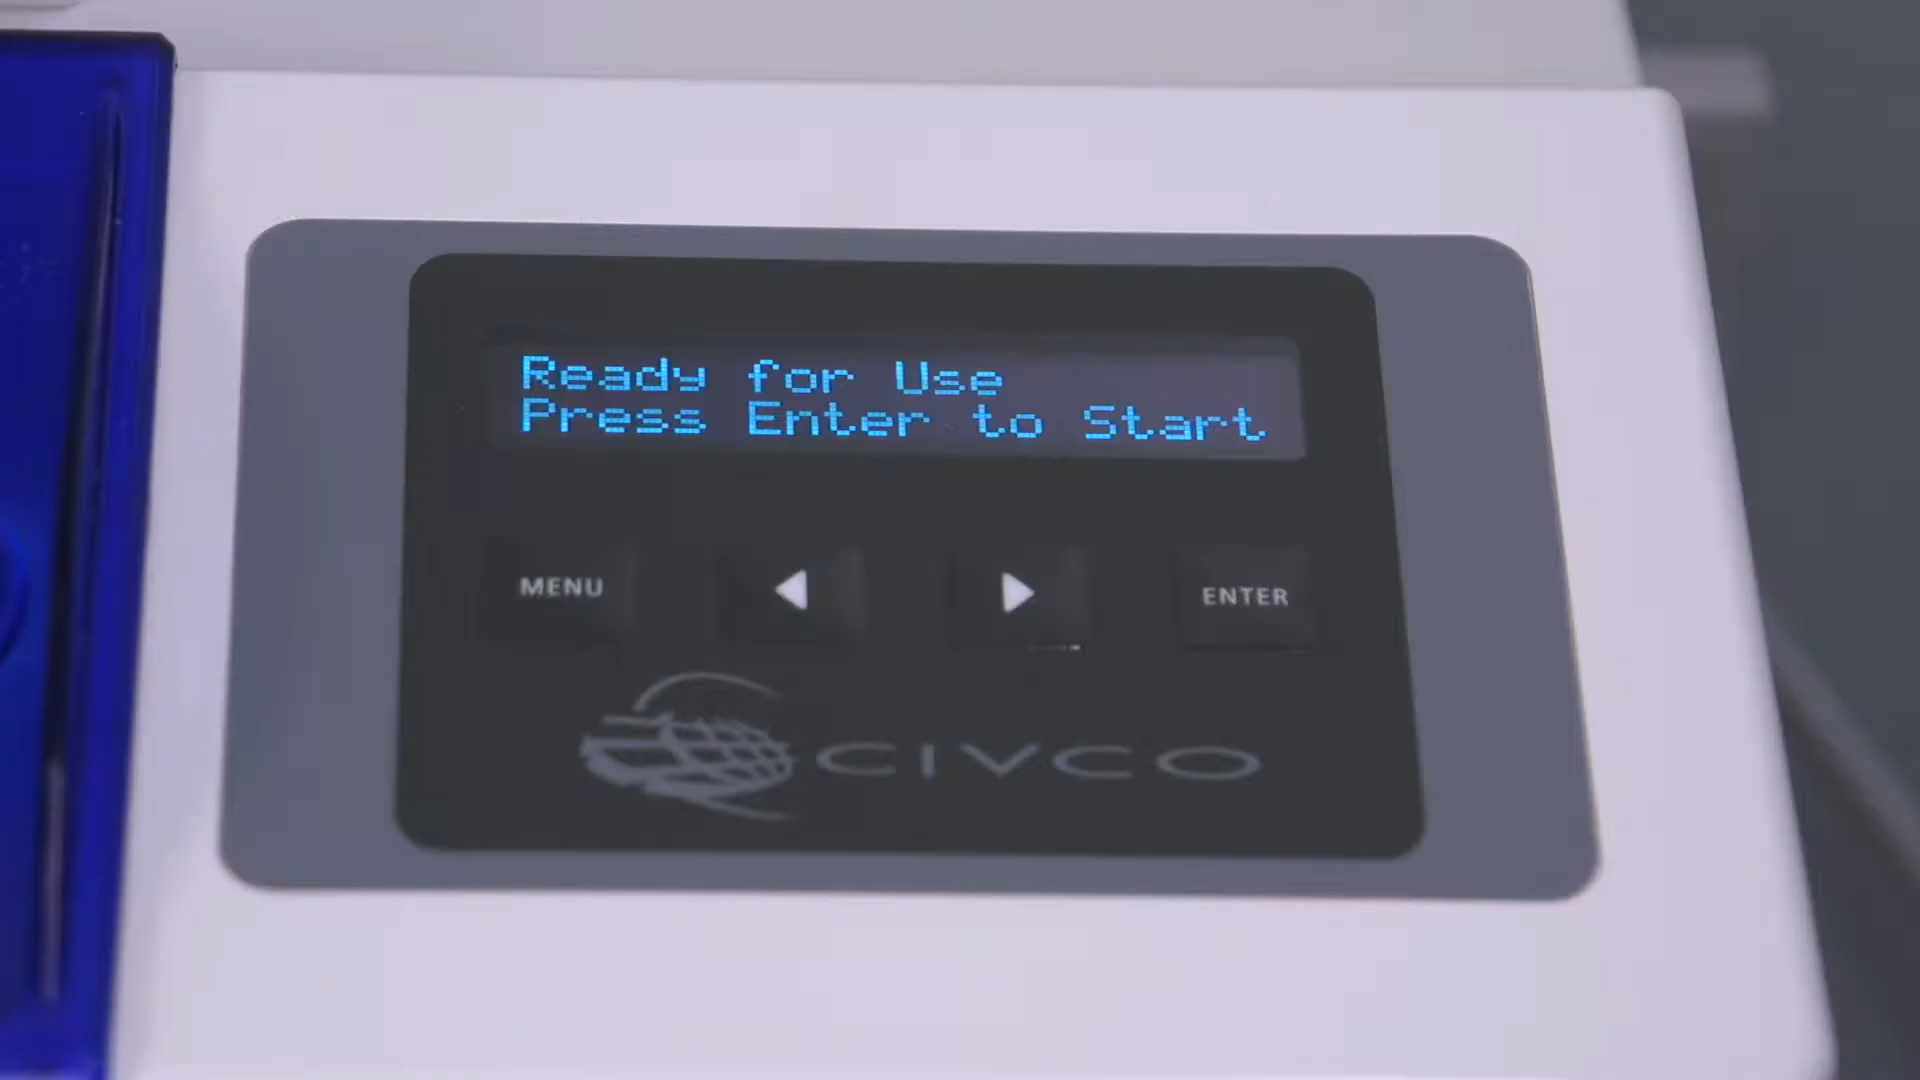 Ready for Use
Press Enter to Start
MENU
ENTER
CIVCO